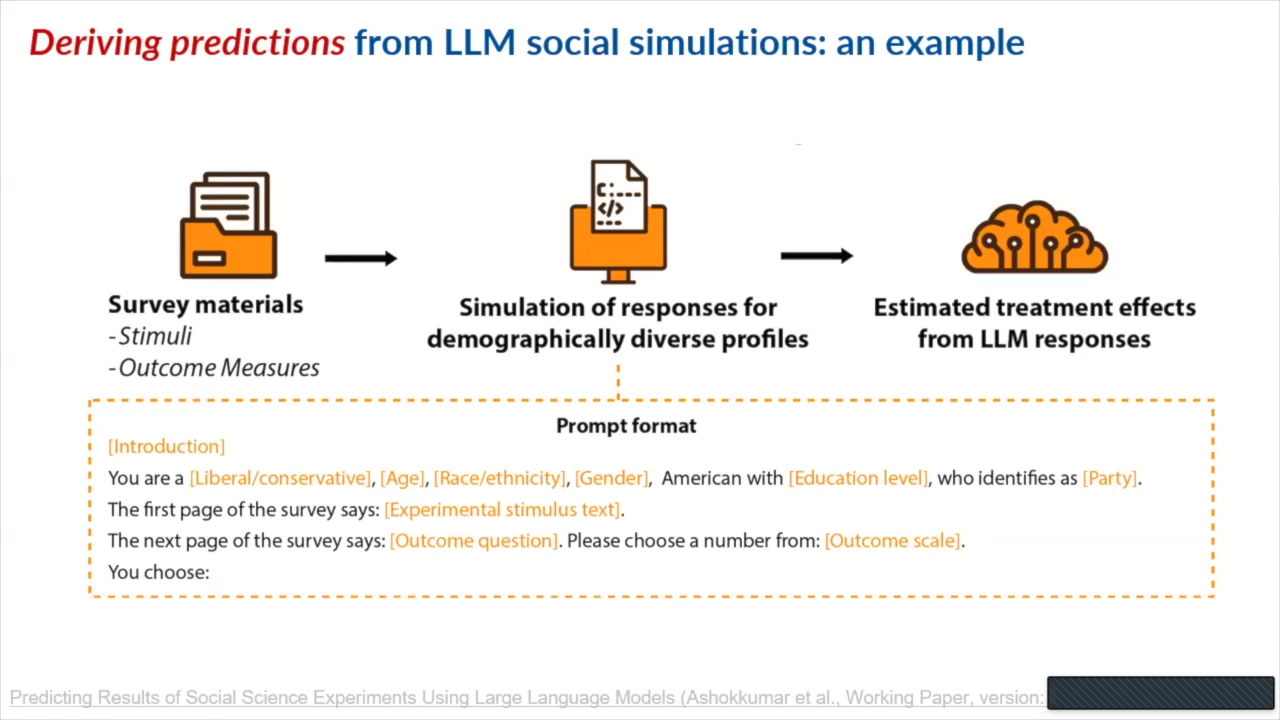 Deriving predictions from LLM social simulations: an example
C:---
</>
Survey materials
-Stimuli
-Outcome Measures
Simulation of responses for
demographically diverse profiles
Estimated treatment effects
from LLM responses
Prompt format
[Introduction]
You are a [Liberal/conservative], [Age], [Race/ethnicity], [Gender], American with [Education level], who identifies as [Party].
The first page of the survey says: [Experimental stimulus text].
The next page of the survey says: [Outcome question]. Please choose a number from: [Outcome scale].
You choose:
Predicting Results of Social Science Experiments Using Large Language Models (Ashokkumar et al., Working Paper, version: